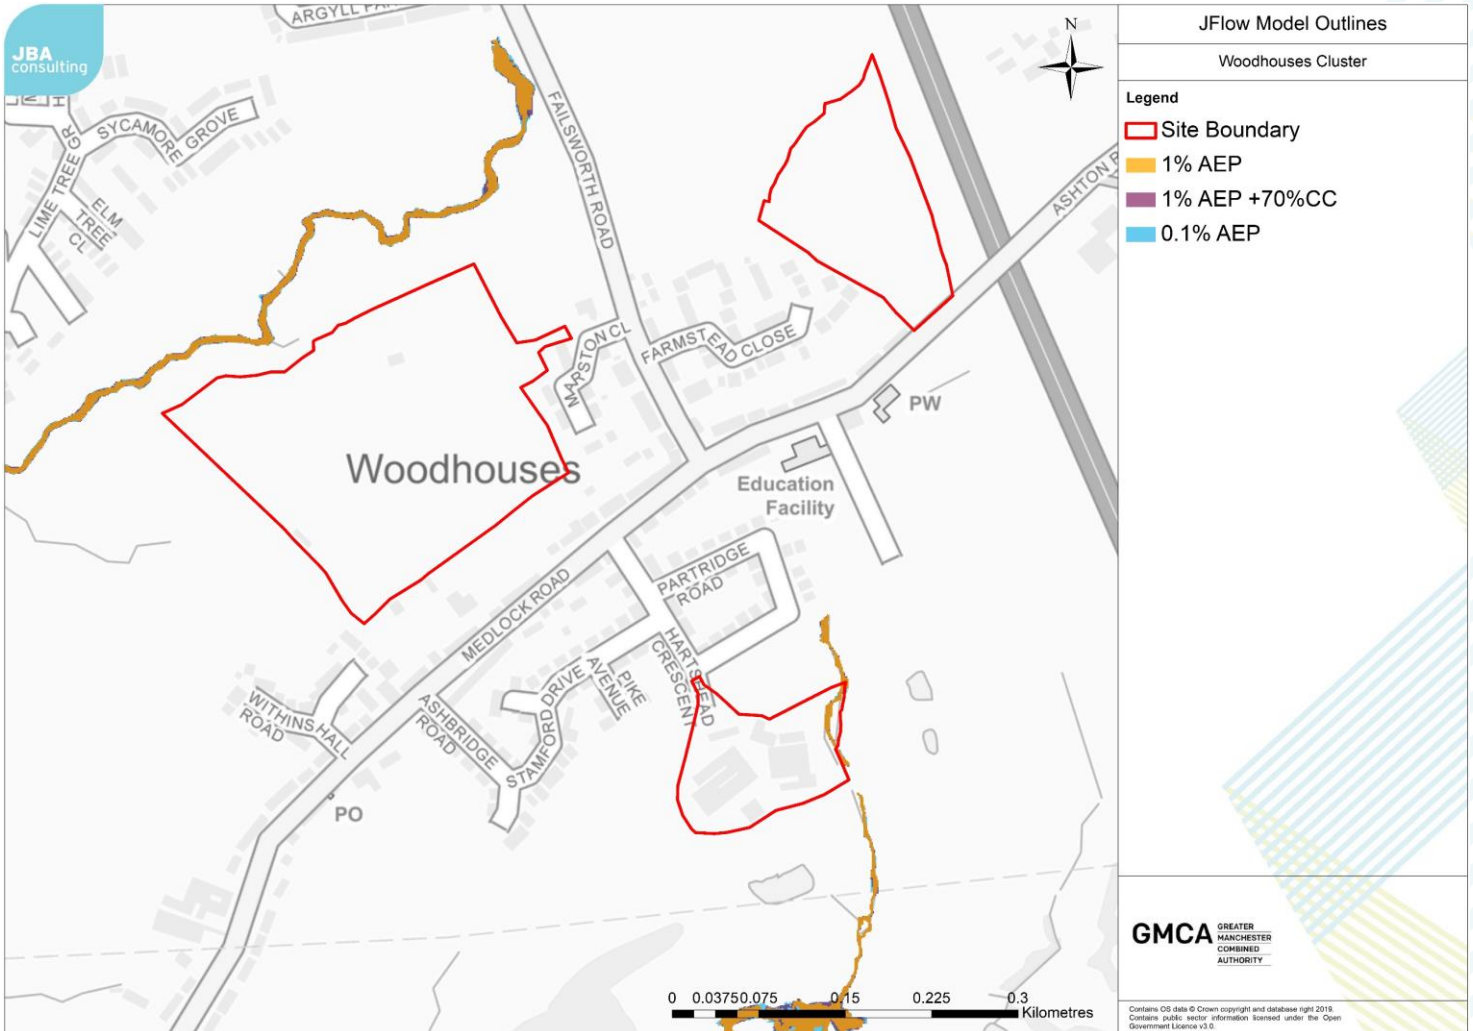 JBA
consulting
ARGYLL PA
SYCAMORE
GROVE
LIME TREE GR
ELM
TREE
CL
FAILSWORTH ROAD
N
ASHTON R
MARSTON CL
FARMSTEAD CLOSE
PW
Woodhouses
Education
Facility
MEDLOCK ROAD
PARTRIDGE
ROAD
HARTSHEAD
CRESCENT
PIKE
AVENUE
STAMFORD DRIVE
ASHBRIDGE
ROAD
WITHINS HALL
ROAD
PO
0 0.0375 0.075 0.15 0.225 0.3
Kilometres
JFlow Model Outlines
Woodhouses Cluster
Legend
Site Boundary
1% AEP
1% AEP +70%CC
0.1% AEP
GMCA
GREATER
MANCHESTER
COMBINED
AUTHORITY
Contains OS data © Crown copyright and database right 2019.
Contains public sector information licensed under the Open
Government Licence v3.0.